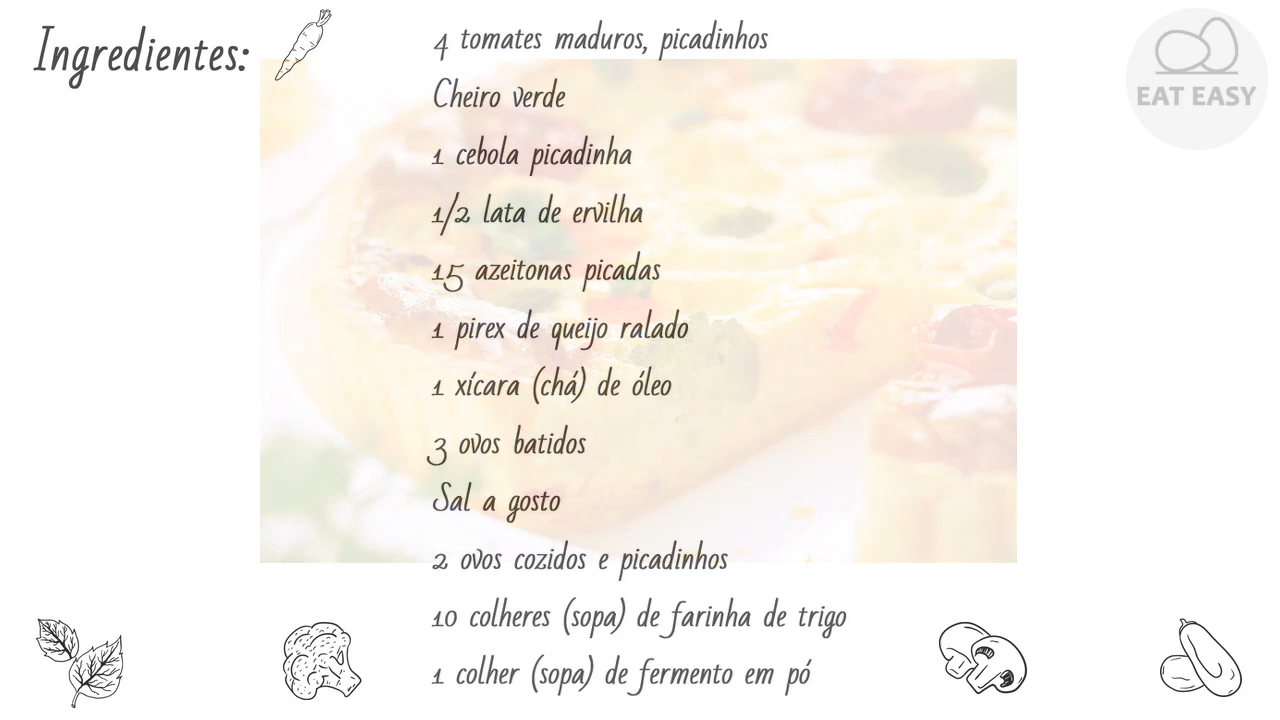 Ingredientes:
4 tomates maduros, picadinhos
Cheiro verde
1 cebola picadinha
1/2 lata de ervilha
15 azeitonas picadas
1 pirex de queijo ralado
1 xícara (chá) de óleo
3 ovos batidos
Sal a gosto
2 ovos cozidos e picadinhos
10 colheres (sopa) de farinha de trigo
1 colher (sopa) de fermento em pó
EAT EASY